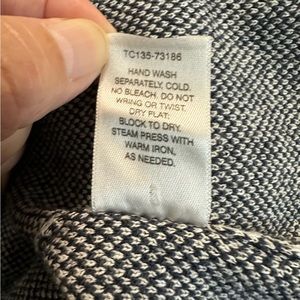 TC135-73186
HAND WASH
SEPARATELY, COLD.
NO BLEACH. DO NOT
WRING OR TWIST.
DRY FLAT.
BLOCK TO DRY.
STEAM PRESS WITH
WARM IRON,
AS NEEDED.